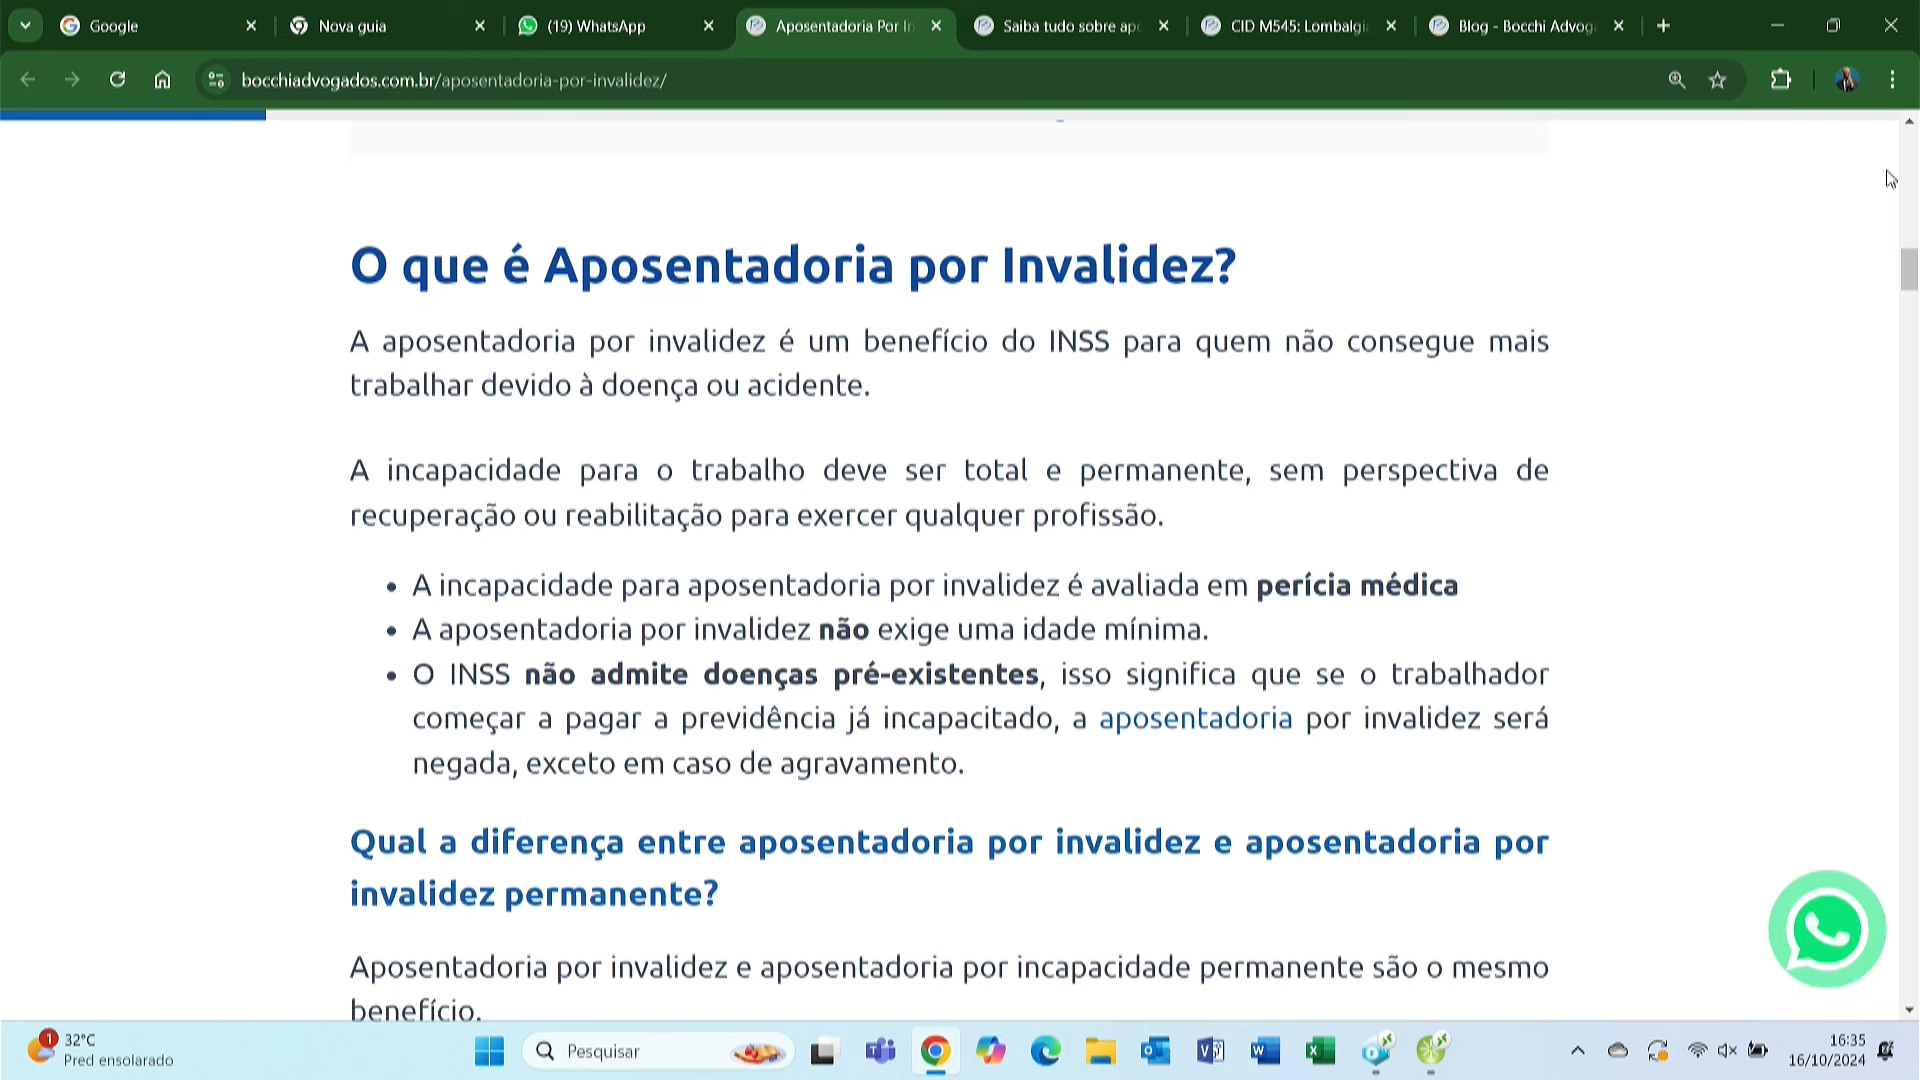 Google
Nova guia
(19) WhatsApp
Aposentadoria Por In
Saiba tudo sobre apo
CID M545: Lombalgia
Blog - Bocchi Advog
bocchiadvogados.com.br/aposentadoria-por-invalidez/
O que é Aposentadoria por Invalidez?
A aposentadoria por invalidez é um benefício do INSS para quem não consegue mais
trabalhar devido à doença ou acidente.
A incapacidade para o trabalho deve ser total e permanente, sem perspectiva de
recuperação ou reabilitação para exercer qualquer profissão.
• A incapacidade para aposentadoria por invalidez é avaliada em perícia médica
• A aposentadoria por invalidez não exige uma idade mínima.
• O INSS não admite doenças pré-existentes, isso significa que se o trabalhador
começar a pagar a previdência já incapacitado, a aposentadoria por invalidez será
negada, exceto em caso de agravamento.
Qual a diferença entre aposentadoria por invalidez e aposentadoria por
invalidez permanente?
Aposentadoria por invalidez e aposentadoria por incapacidade permanente são o mesmo
benefício.
1
32°C
Pred ensolarado
Pesquisar
16:35
16/10/2024